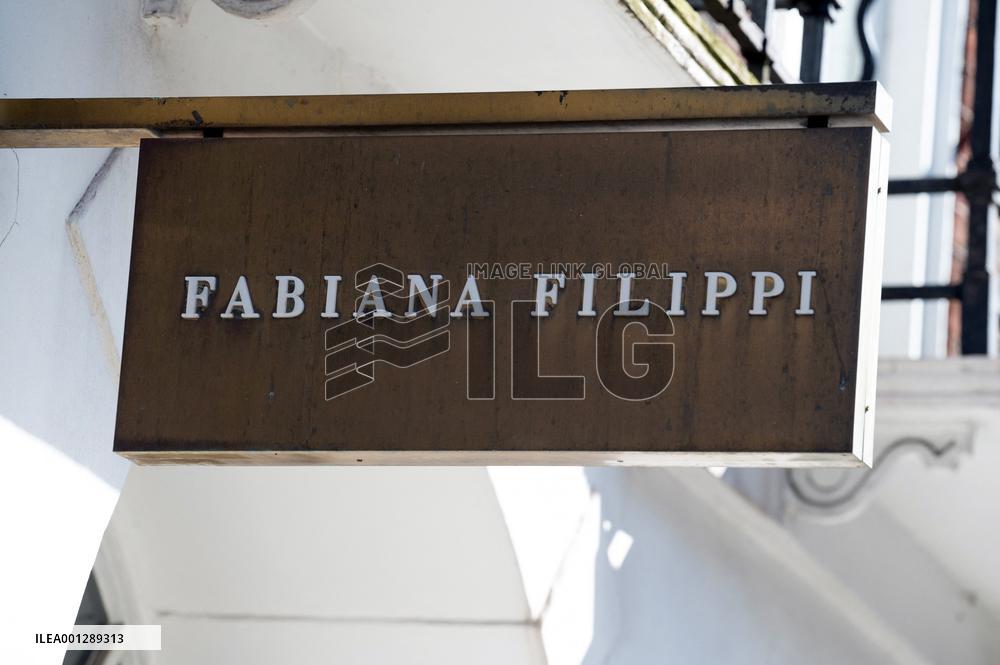 IMAGE LINK GLOBAL
FABIANA FILIPPI
ILG
ILEA001289313